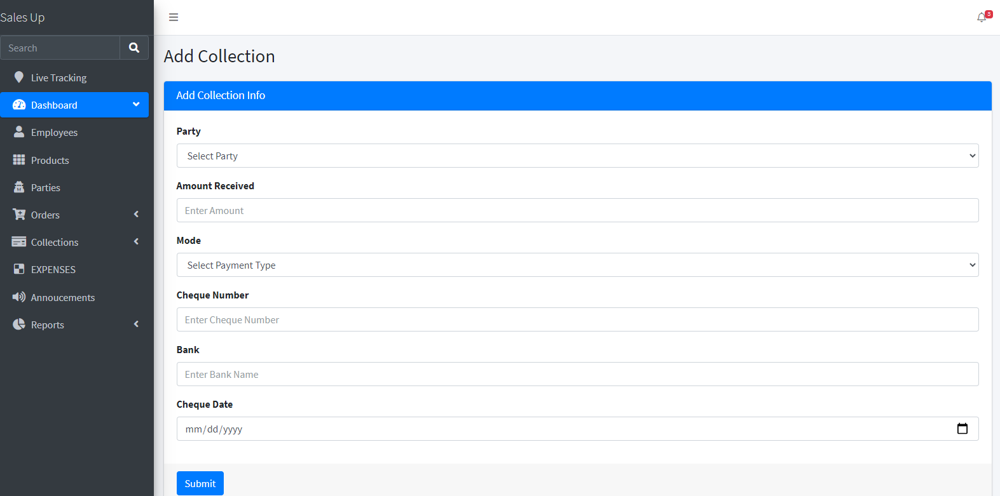 Sales Up
3
Search
Live Tracking
Dashboard
Employees
Products
Parties
Orders
Collections
EXPENSES
Annoucements
Reports
Add Collection
Add Collection Info
Party
Select Party
Amount Received
Enter Amount
Mode
Select Payment Type
Cheque Number
Enter Cheque Number
Bank
Enter Bank Name
Cheque Date
mm/dd/yyyy
Submit